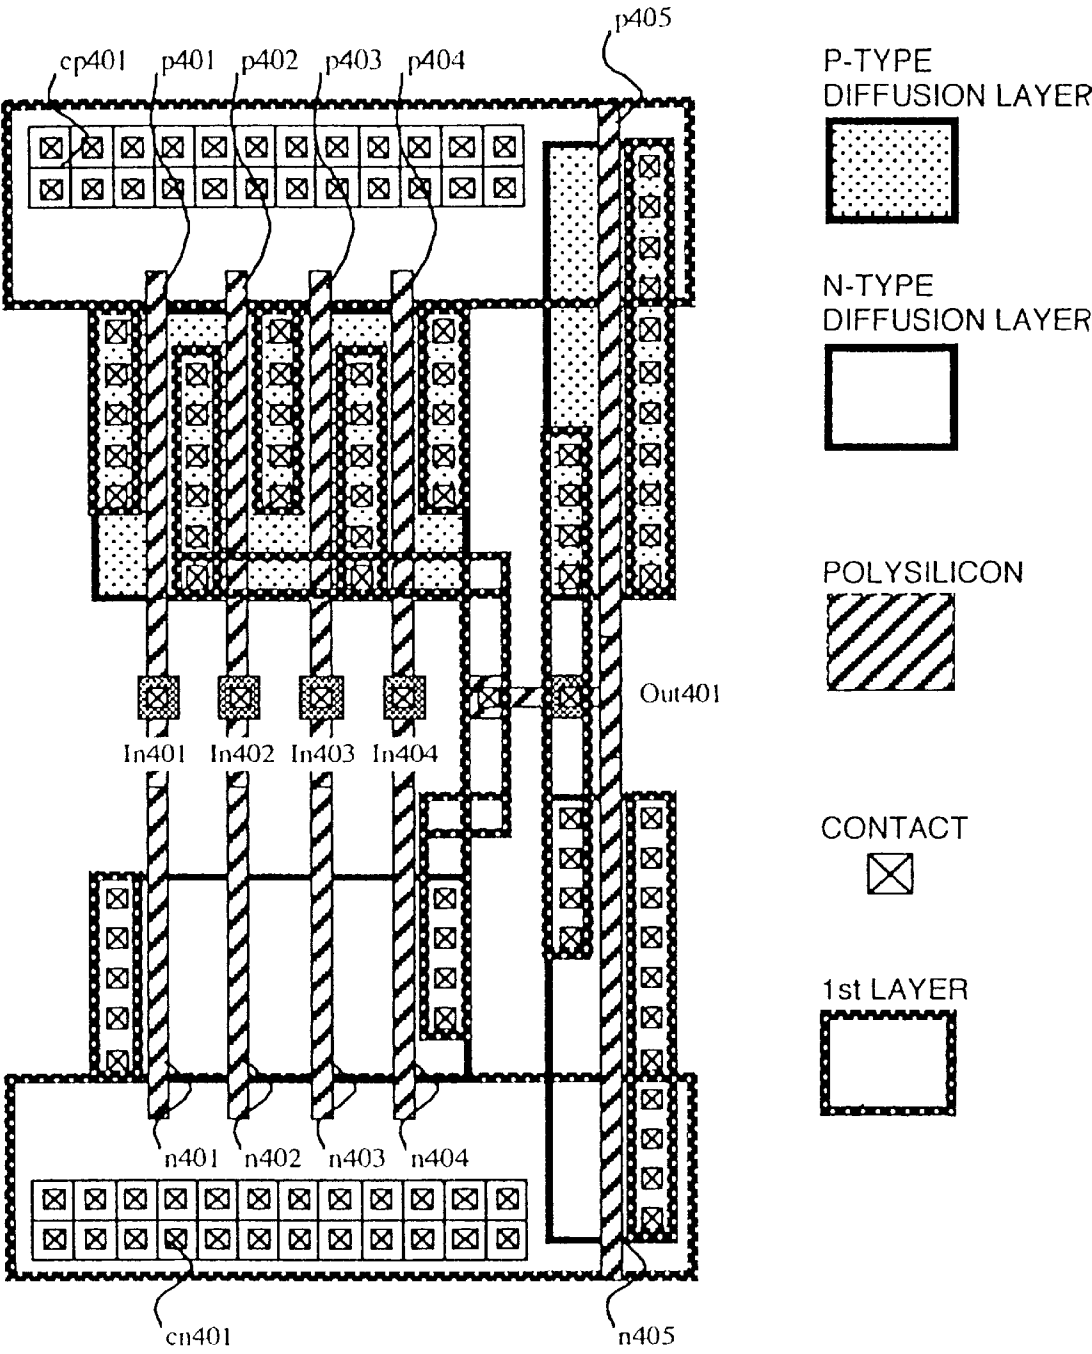 p405
cp401 p401 p402 p403 p404
P-TYPE
DIFFUSION LAYER
N-TYPE
DIFFUSION LAYER
POLYSILICON
Out401
In401 In402 In403 In404
CONTACT
1st LAYER
n401 n402 n403 n404
cn401
n405